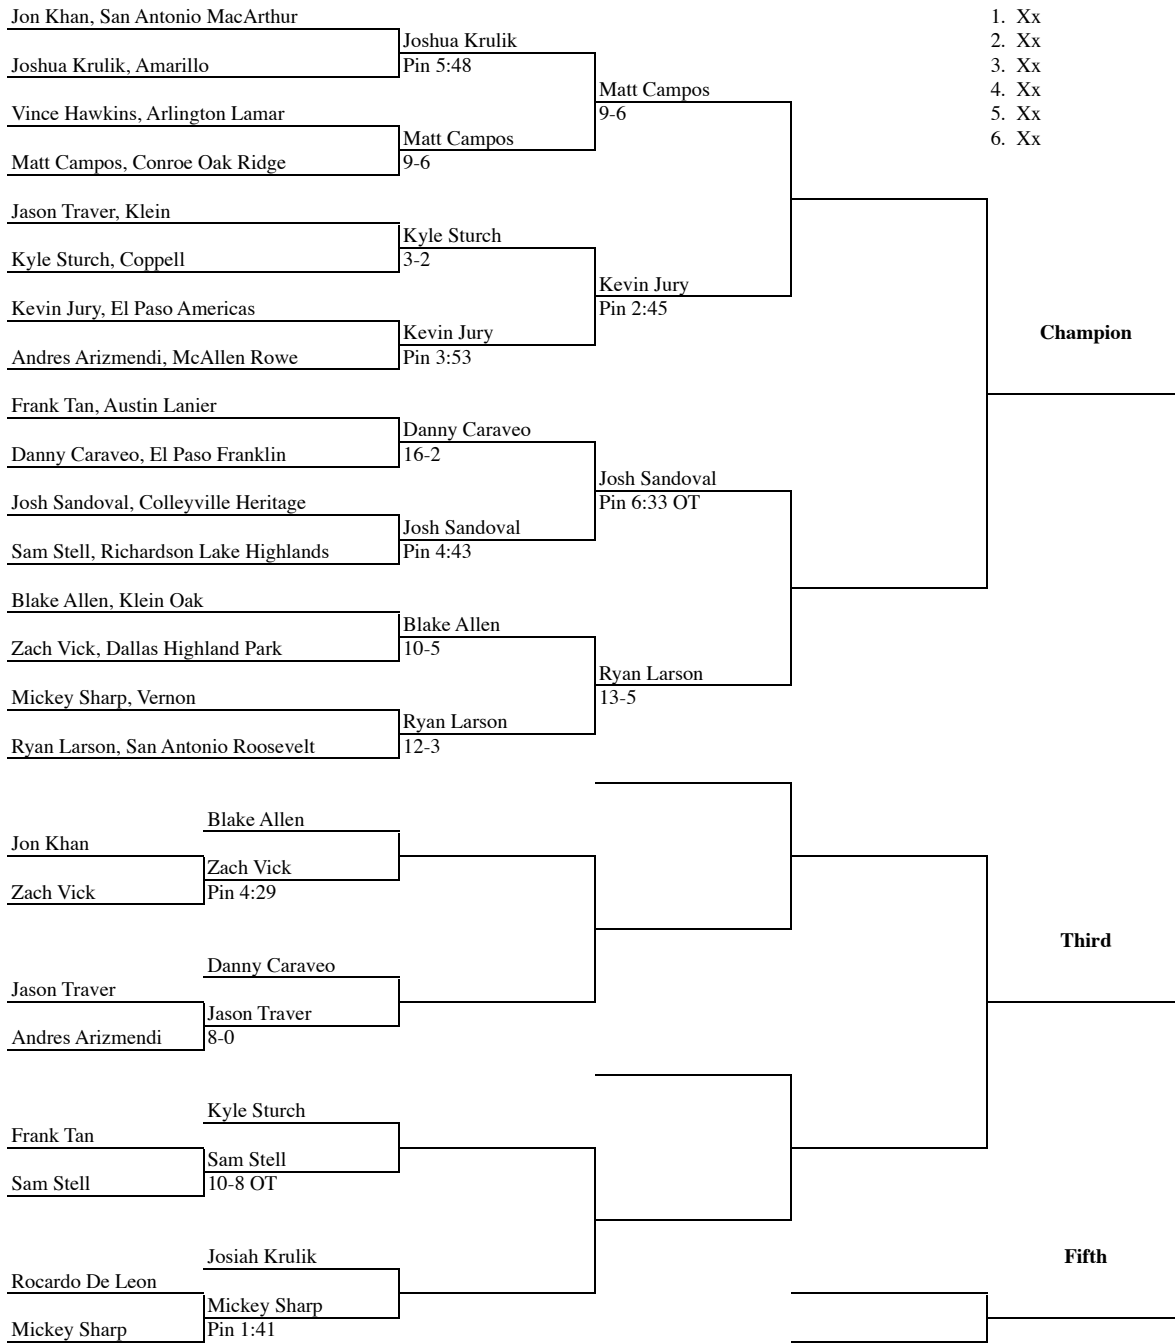 Jon Khan, San Antonio MacArthur
1. Xx
2. Xx
Joshua Krulik
Joshua Krulik, Amarillo
Pin 5:48
3. Xx
4. Xx
Matt Campos
Vince Hawkins, Arlington Lamar
9-6
5. Xx
6. Xx
Matt Campos
Matt Campos, Conroe Oak Ridge
9-6
Jason Traver, Klein
Kyle Sturch
Kyle Sturch, Coppell
3-2
Kevin Jury
Kevin Jury, El Paso Americas
Pin 2:45
Kevin Jury
Champion
Andres Arizmendi, McAllen Rowe
Pin 3:53
Frank Tan, Austin Lanier
Danny Caraveo
Danny Caraveo, El Paso Franklin
16-2
Josh Sandoval
Josh Sandoval, Colleyville Heritage
Pin 6:33 OT
Josh Sandoval
Sam Stell, Richardson Lake Highlands
Pin 4:43
Blake Allen, Klein Oak
Blake Allen
Zach Vick, Dallas Highland Park
10-5
Ryan Larson
Mickey Sharp, Vernon
13-5
Ryan Larson
Ryan Larson, San Antonio Roosevelt
12-3
Blake Allen
Jon Khan
Zach Vick
Zach Vick
Pin 4:29
Third
Danny Caraveo
Jason Traver
Jason Traver
Andres Arizmendi
8-0
Kyle Sturch
Frank Tan
Sam Stell
Sam Stell
10-8 OT
Josiah Krulik
Fifth
Rocardo De Leon
Mickey Sharp
Mickey Sharp
Pin 1:41